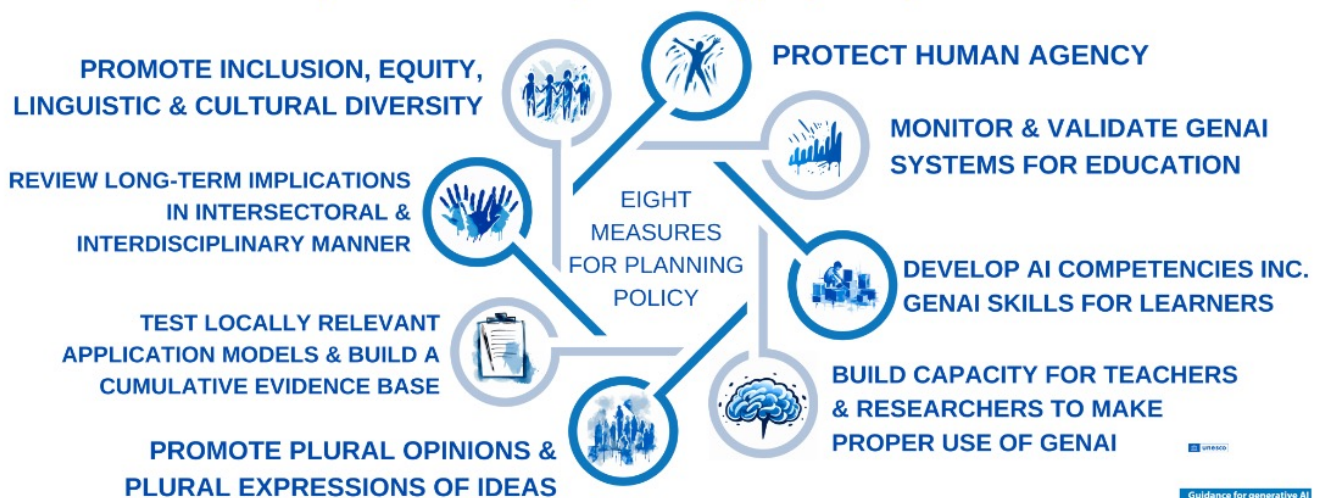 PROMOTE INCLUSION, EQUITY,
LINGUISTIC & CULTURAL DIVERSITY
PROTECT HUMAN AGENCY
MONITOR & VALIDATE GENAI
SYSTEMS FOR EDUCATION
REVIEW LONG-TERM IMPLICATIONS
IN INTERSECTORAL &
INTERDISCIPLINARY MANNER
EIGHT
MEASURES
FOR PLANNING
POLICY
DEVELOP AI COMPETENCIES INC.
GENAI SKILLS FOR LEARNERS
TEST LOCALLY RELEVANT
APPLICATION MODELS & BUILD A
CUMULATIVE EVIDENCE BASE
BUILD CAPACITY FOR TEACHERS
& RESEARCHERS TO MAKE
PROPER USE OF GENAI
PROMOTE PLURAL OPINIONS &
PLURAL EXPRESSIONS OF IDEAS
unesco
Guidance for generative AI